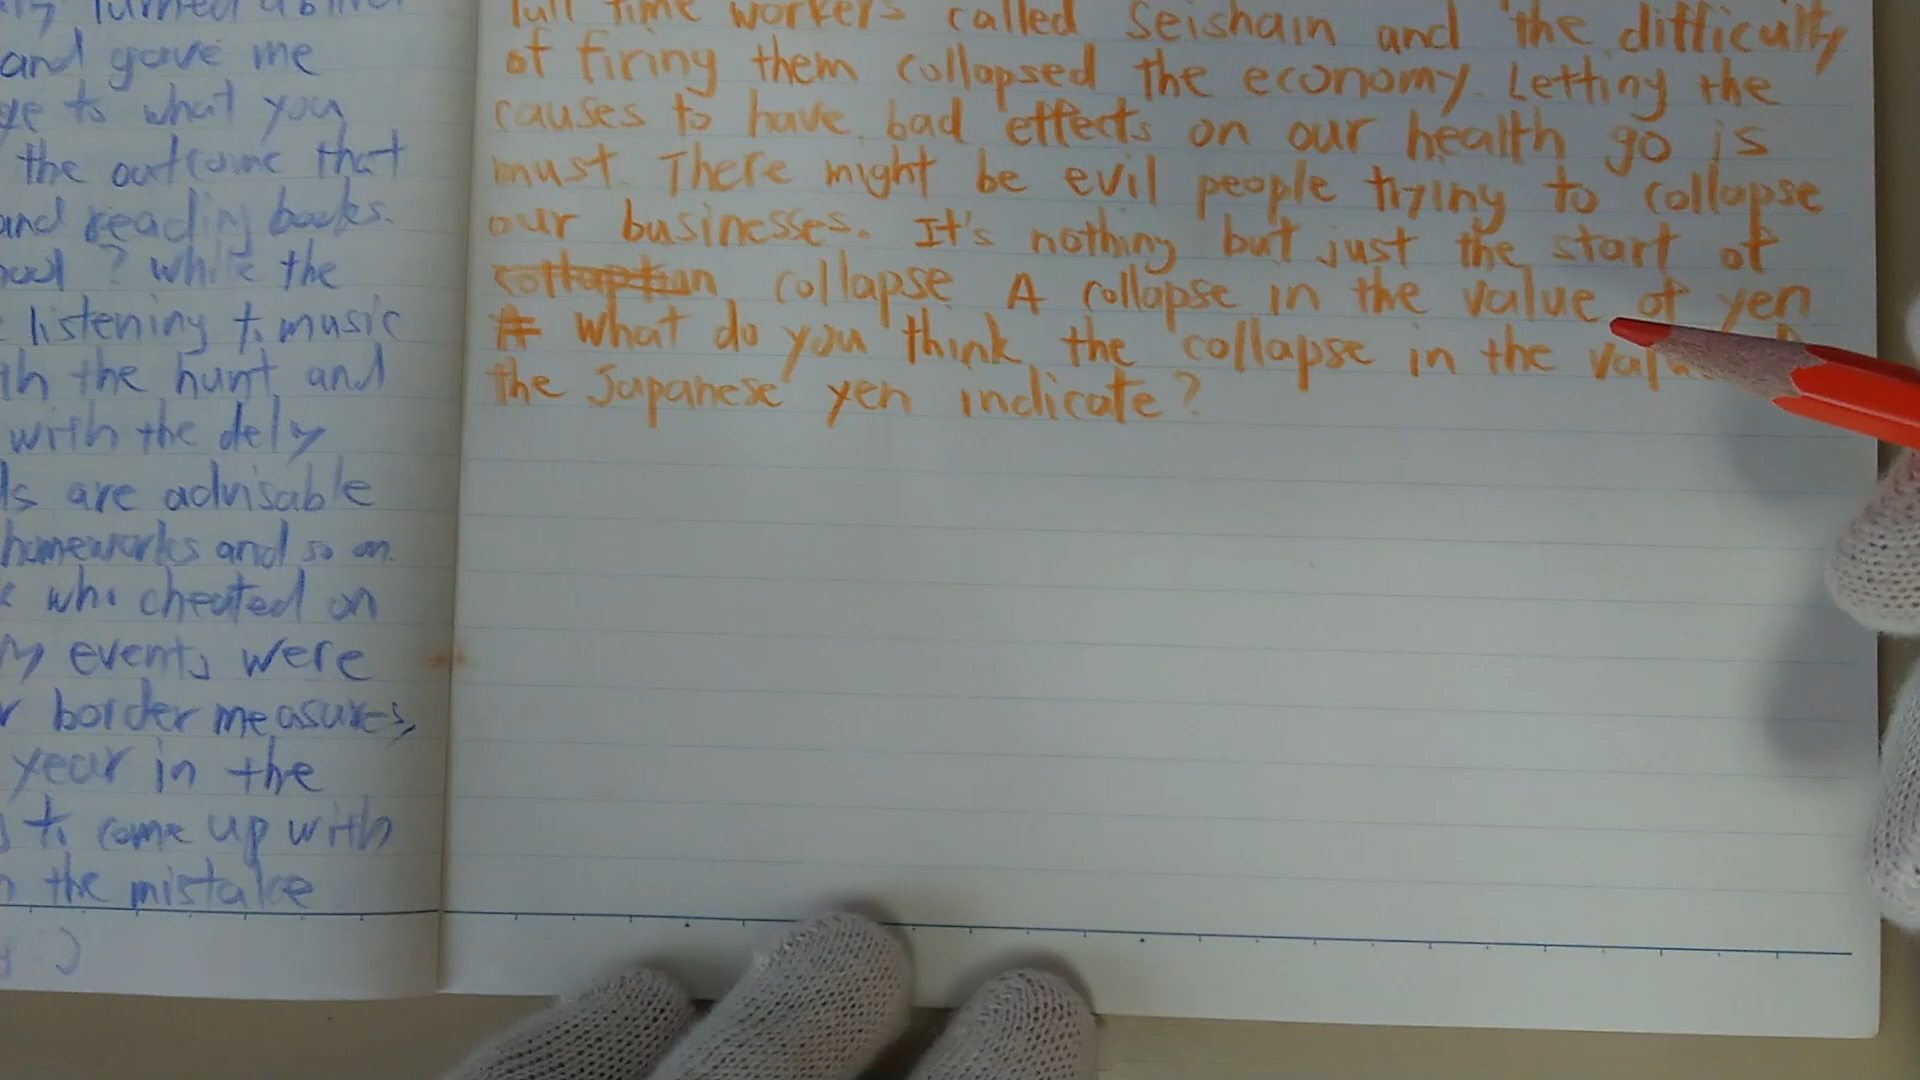 and gave me
to what you
the outcome that
and reading books.
? while the
listening to music
the hunt and
with the dely
are advisable
homeworks and so on.
who cheated on
events were
border measures,
year in the
to come up with
the mistake
full time workers called Seishain and the difficulty
of firing them collapsed the economy. Letting the
causes to have bad effects on our health go is
must. There might be evil people trying to collapse
our businesses. It's nothing but just the start of
collapse A collapse in the value of yen
What do you think the collapse in the
the Japanese yen indicate?